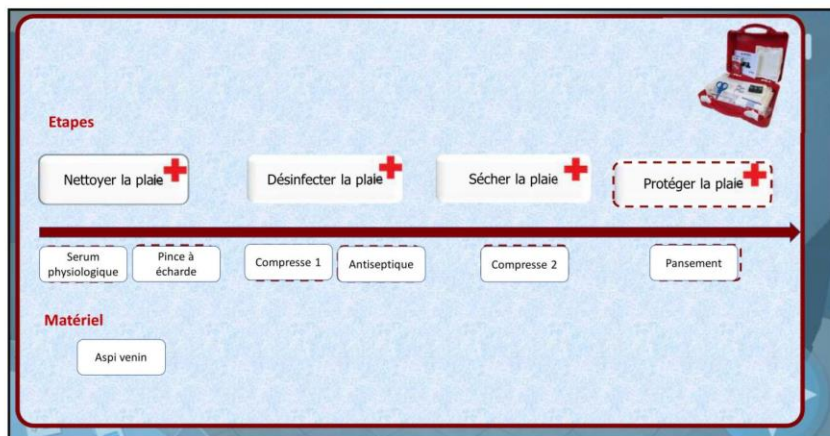 Etapes
Nettoyer la plaie
Désinfecter la plaie
Sécher la plaie
Protéger la plaie
Serum
physiologique
Pince à
écharde
Compresse 1
Antiseptique
Compresse 2
Pansement
Matériel
Aspi venin